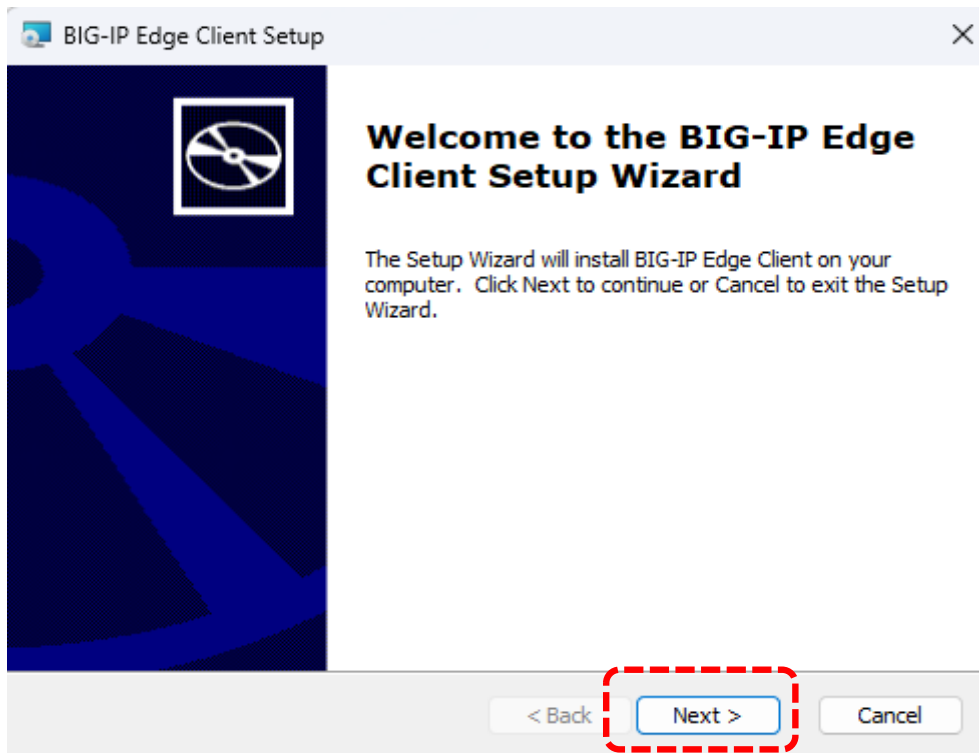 BIG-IP Edge Client Setup
Welcome to the BIG-IP Edge
Client Setup Wizard
The Setup Wizard will install BIG-IP Edge Client on your
computer. Click Next to continue or Cancel to exit the Setup
Wizard.
< Back Next > Cancel